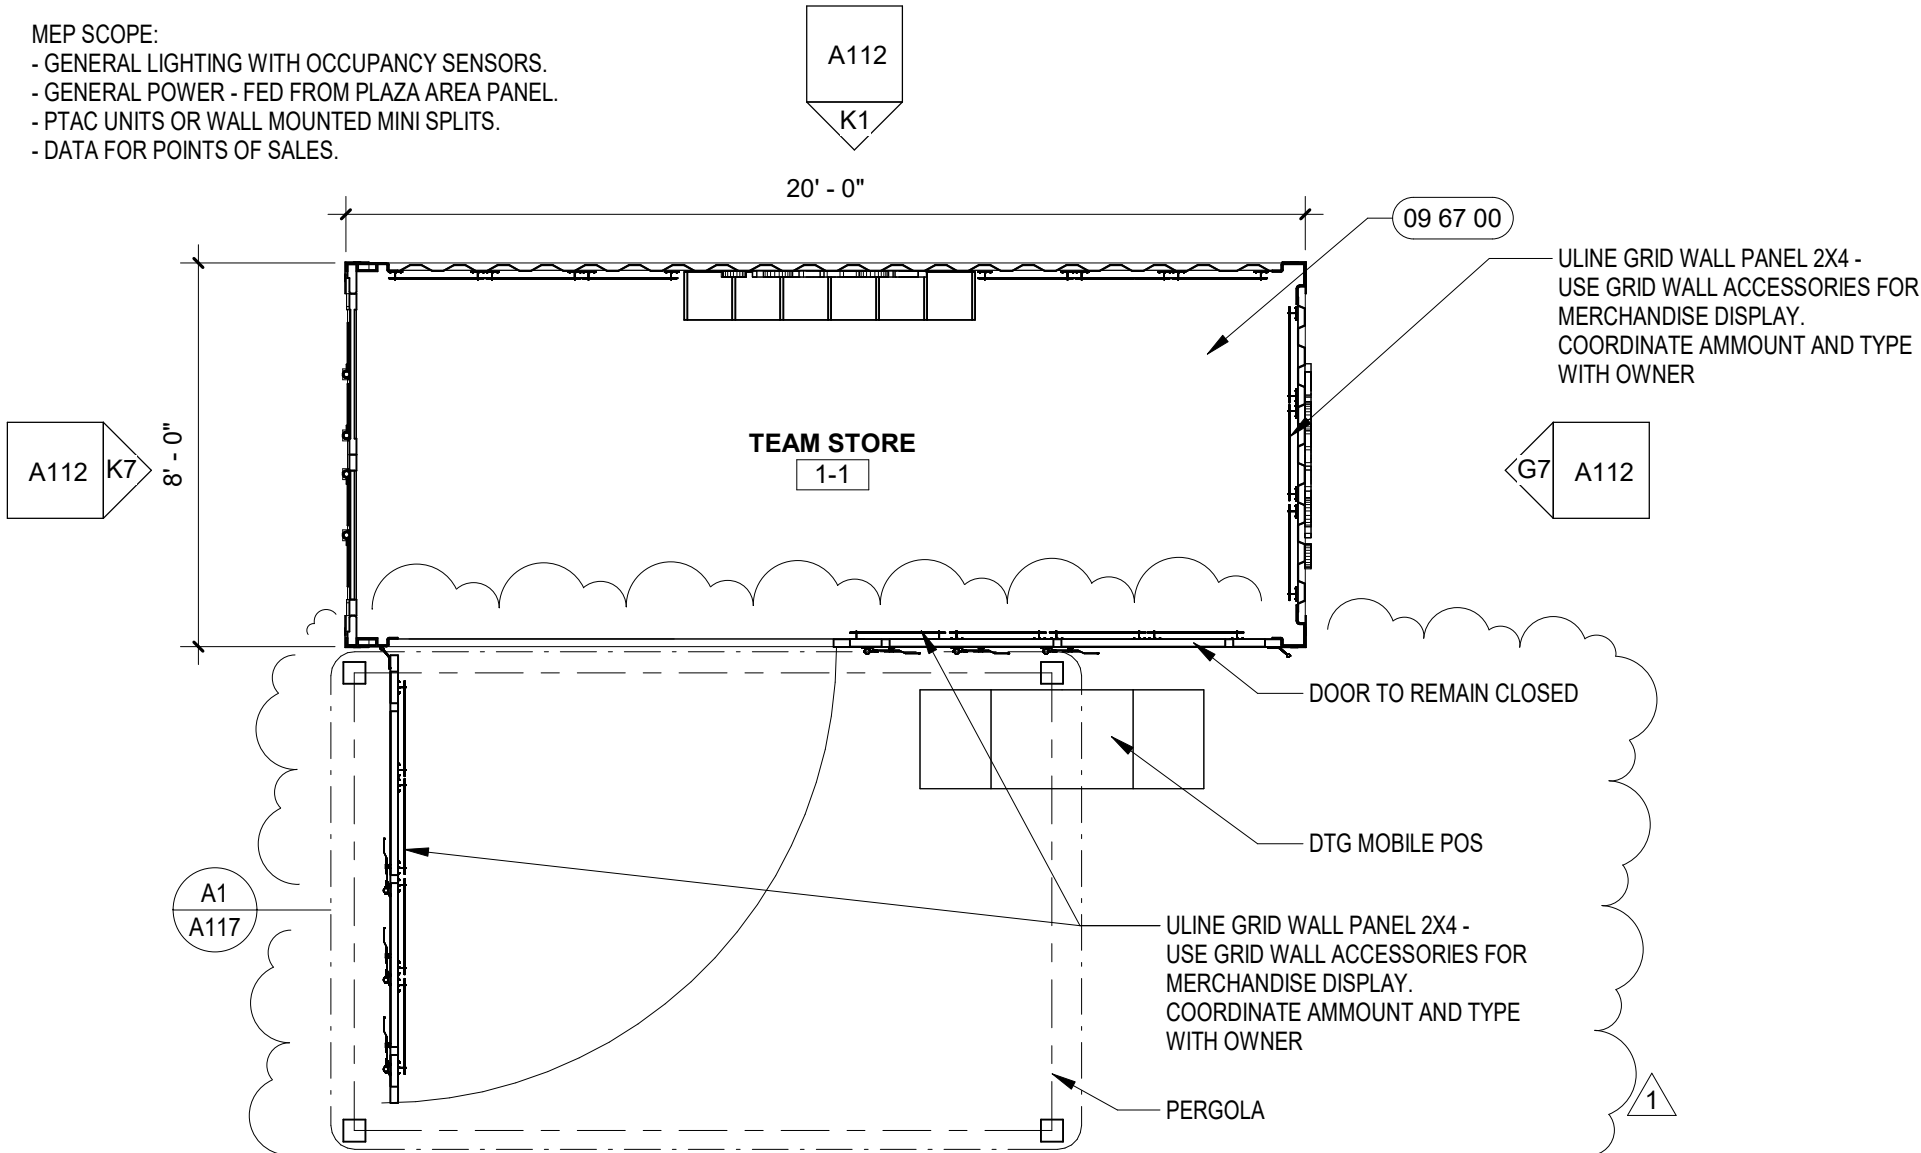 MEP SCOPE:
- GENERAL LIGHTING WITH OCCUPANCY SENSORS.
- GENERAL POWER - FED FROM PLAZA AREA PANEL.
- PTAC UNITS OR WALL MOUNTED MINI SPLITS.
- DATA FOR POINTS OF SALES.
A112
K1
20' - 0"
09 67 00
ULINE GRID WALL PANEL 2X4 -
USE GRID WALL ACCESSORIES FOR
MERCHANDISE DISPLAY.
COORDINATE AMMOUNT AND TYPE
WITH OWNER
A112 K7
8' - 0"
TEAM STORE
1-1
G7 A112
DOOR TO REMAIN CLOSED
DTG MOBILE POS
A1
A117
ULINE GRID WALL PANEL 2X4 -
USE GRID WALL ACCESSORIES FOR
MERCHANDISE DISPLAY.
COORDINATE AMMOUNT AND TYPE
WITH OWNER
PERGOLA
1